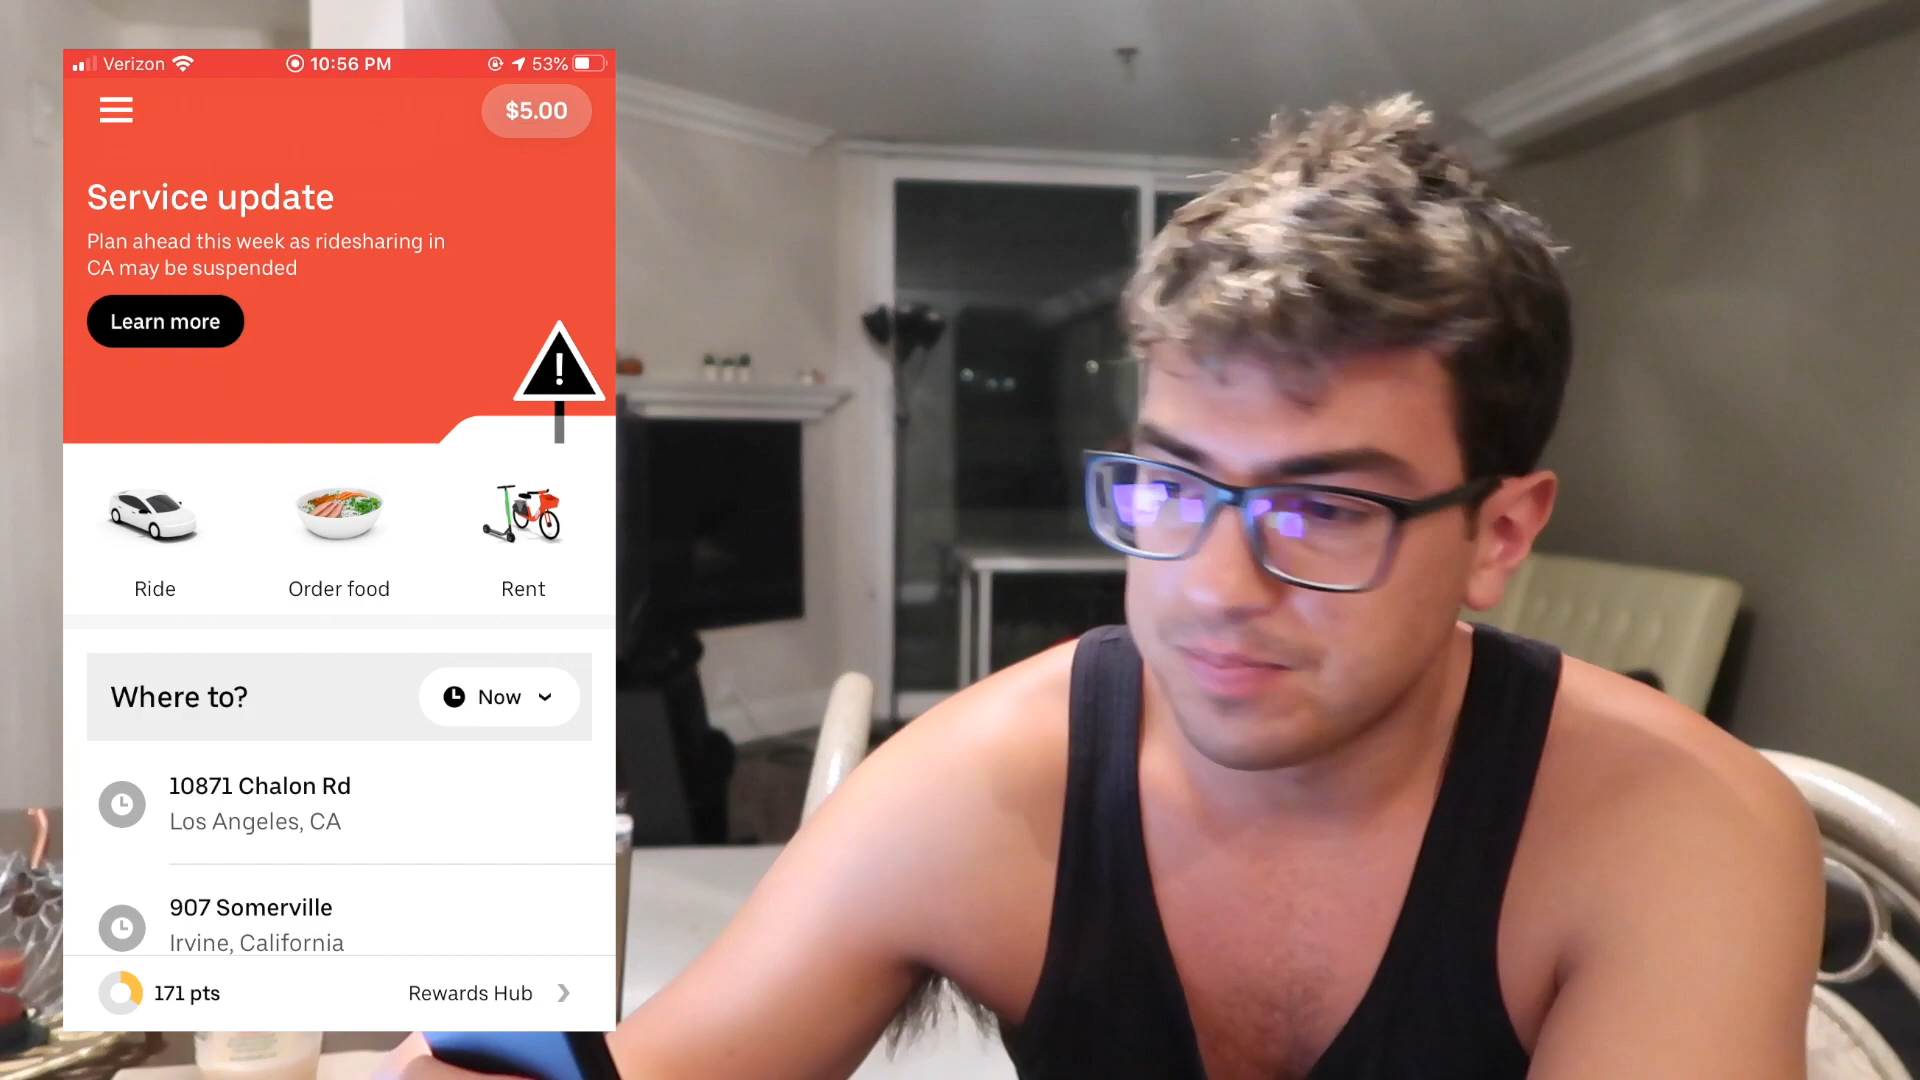 Verizon 10:56 PM 53%
$5.00
Service update
Plan ahead this week as ridesharing in
CA may be suspended
Learn more
!
Ride Order food Rent
Where to? Now
10871 Chalon Rd
Los Angeles, CA
907 Somerville
Irvine, California
171 pts Rewards Hub